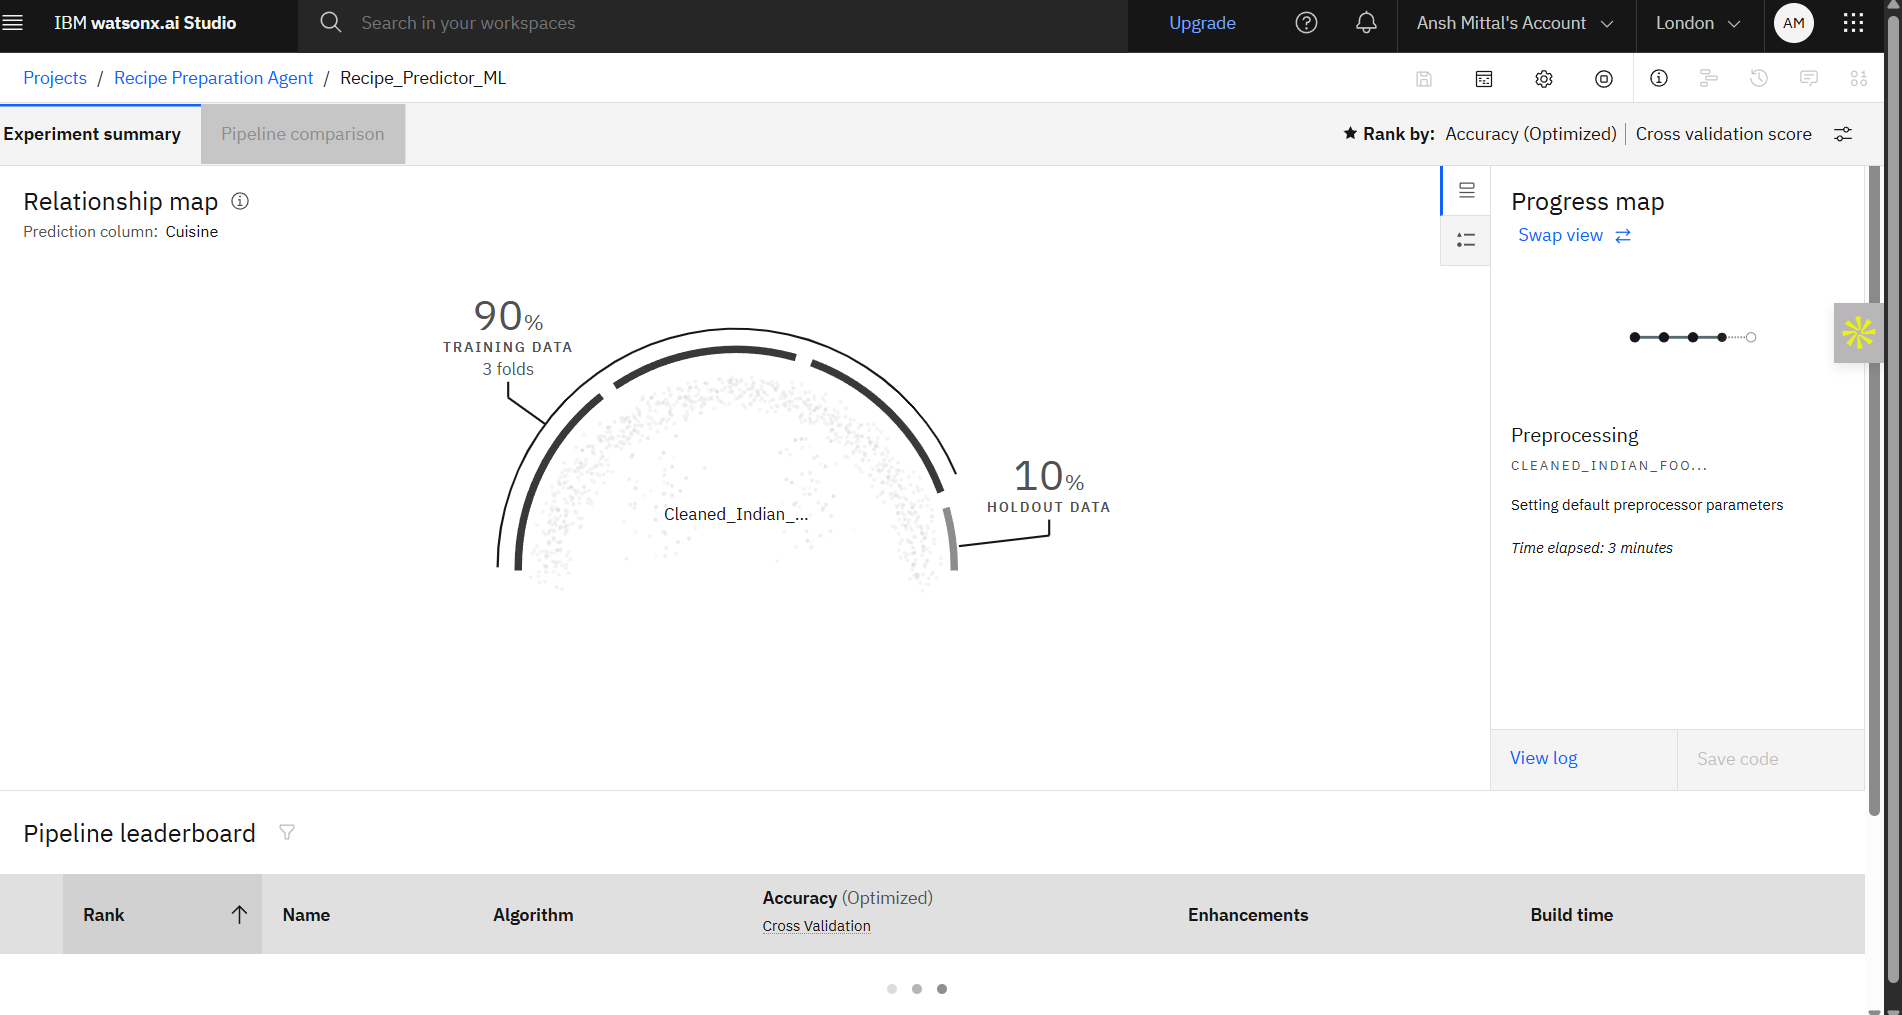 IBM watsonx.ai Studio
Search in your workspaces
Upgrade
Ansh Mittal's Account
London
AM
Projects / Recipe Preparation Agent / Recipe_Predictor_ML
Experiment summary
Pipeline comparison
★ Rank by: Accuracy (Optimized) | Cross validation score
Relationship map
Prediction column: Cuisine
90%
TRAINING DATA
3 folds
10%
HOLDOUT DATA
Cleaned_Indian_...
Progress map
Swap view
Preprocessing
CLEANED_INDIAN_FOO...
Setting default preprocessor parameters
Time elapsed: 3 minutes
View log
Save code
Pipeline leaderboard
Rank
Name
Algorithm
Accuracy (Optimized)
Cross Validation
Enhancements
Build time